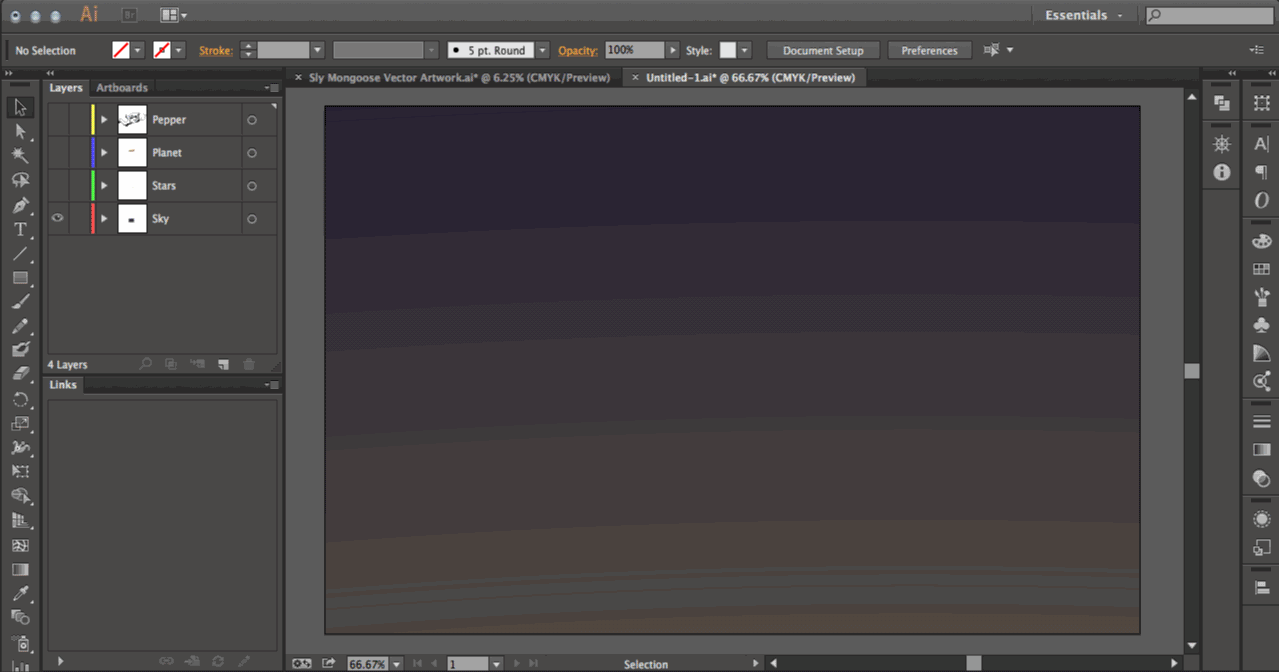 Ai Br Essentials
No Selection Stroke: 5 pt. Round Opacity: 100% Style: Document Setup Preferences
Layers Artboards
× Sly Mongoose Vector Artwork.ai* @ 6.25% (CMYK/Preview) × Untitled-1.ai* @ 66.67% (CMYK/Preview)
Pepper
Planet
Stars
Sky
4 Layers
Links
66.67% 1 Selection